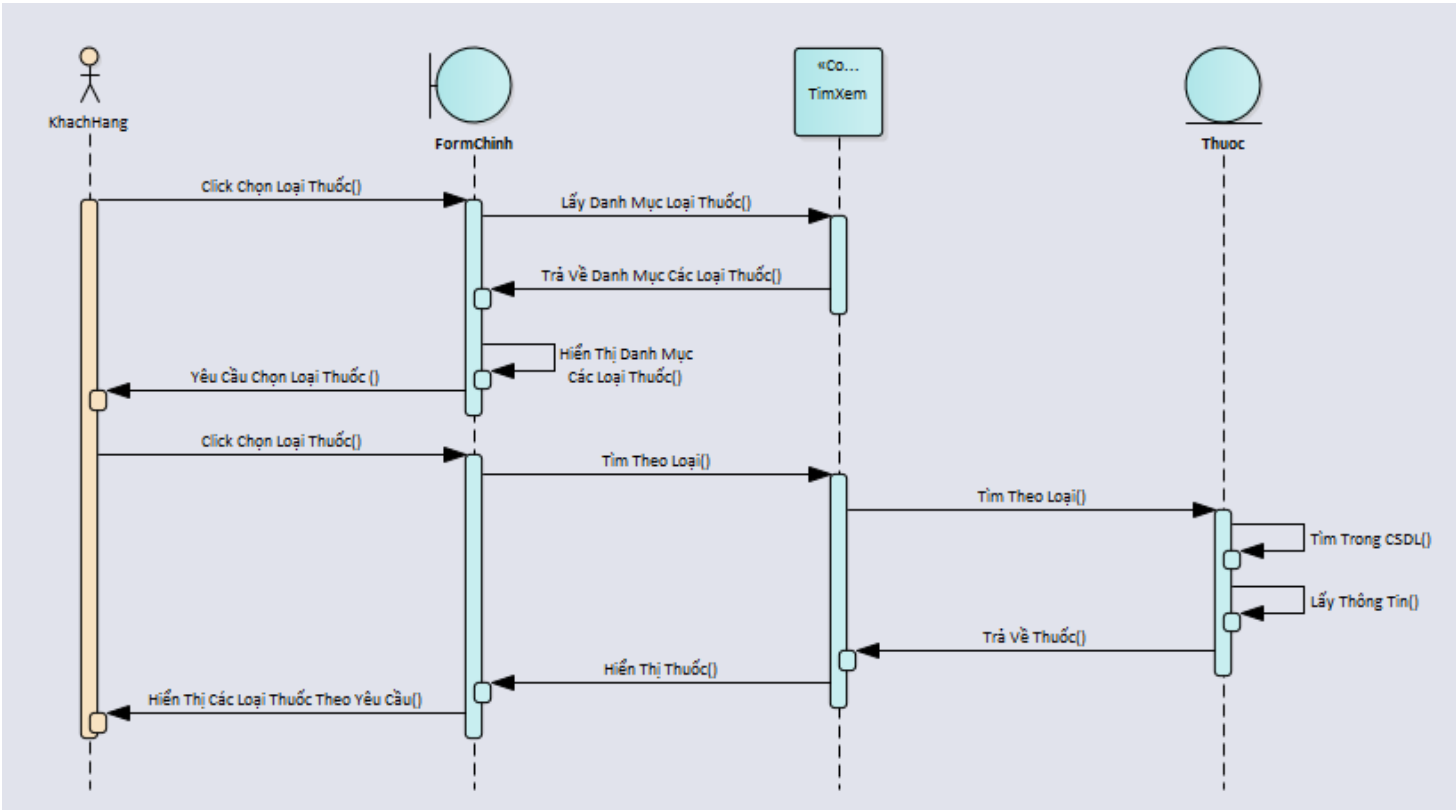 KhachHang
FormChinh
«Co...
TimXem
Thuoc
Click Chọn Loại Thuốc()
Lấy Danh Mục Loại Thuốc()
Trả Về Danh Mục Các Loại Thuốc()
Hiển Thị Danh Mục
Các Loại Thuốc()
Yêu Cầu Chọn Loại Thuốc ()
Click Chọn Loại Thuốc()
Tìm Theo Loại()
Tìm Theo Loại()
Tìm Trong CSDL()
Lấy Thông Tin()
Trả Về Thuốc()
Hiển Thị Thuốc()
Hiển Thị Các Loại Thuốc Theo Yêu Cầu()